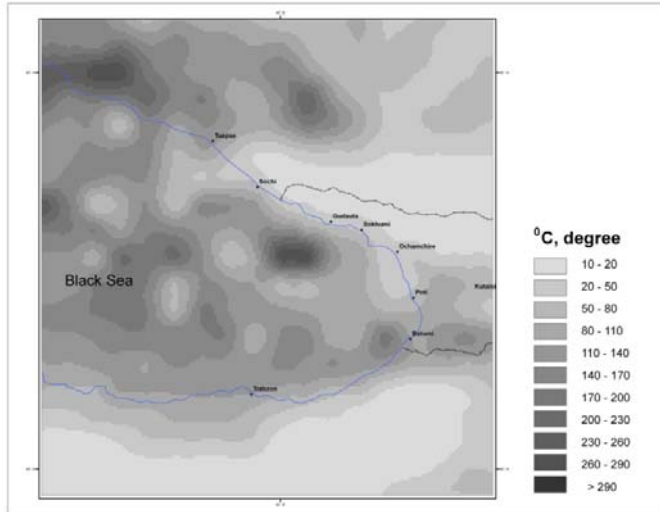 Tuapse
Sochi
Gudauta
Sokhumi
Ochamchire
Poti
Batumi
Trabzon
Black Sea
⁰C, degree
10 - 20
20 - 50
50 - 80
80 - 110
110 - 140
140 - 170
170 - 200
200 - 230
230 - 260
260 - 290
> 290